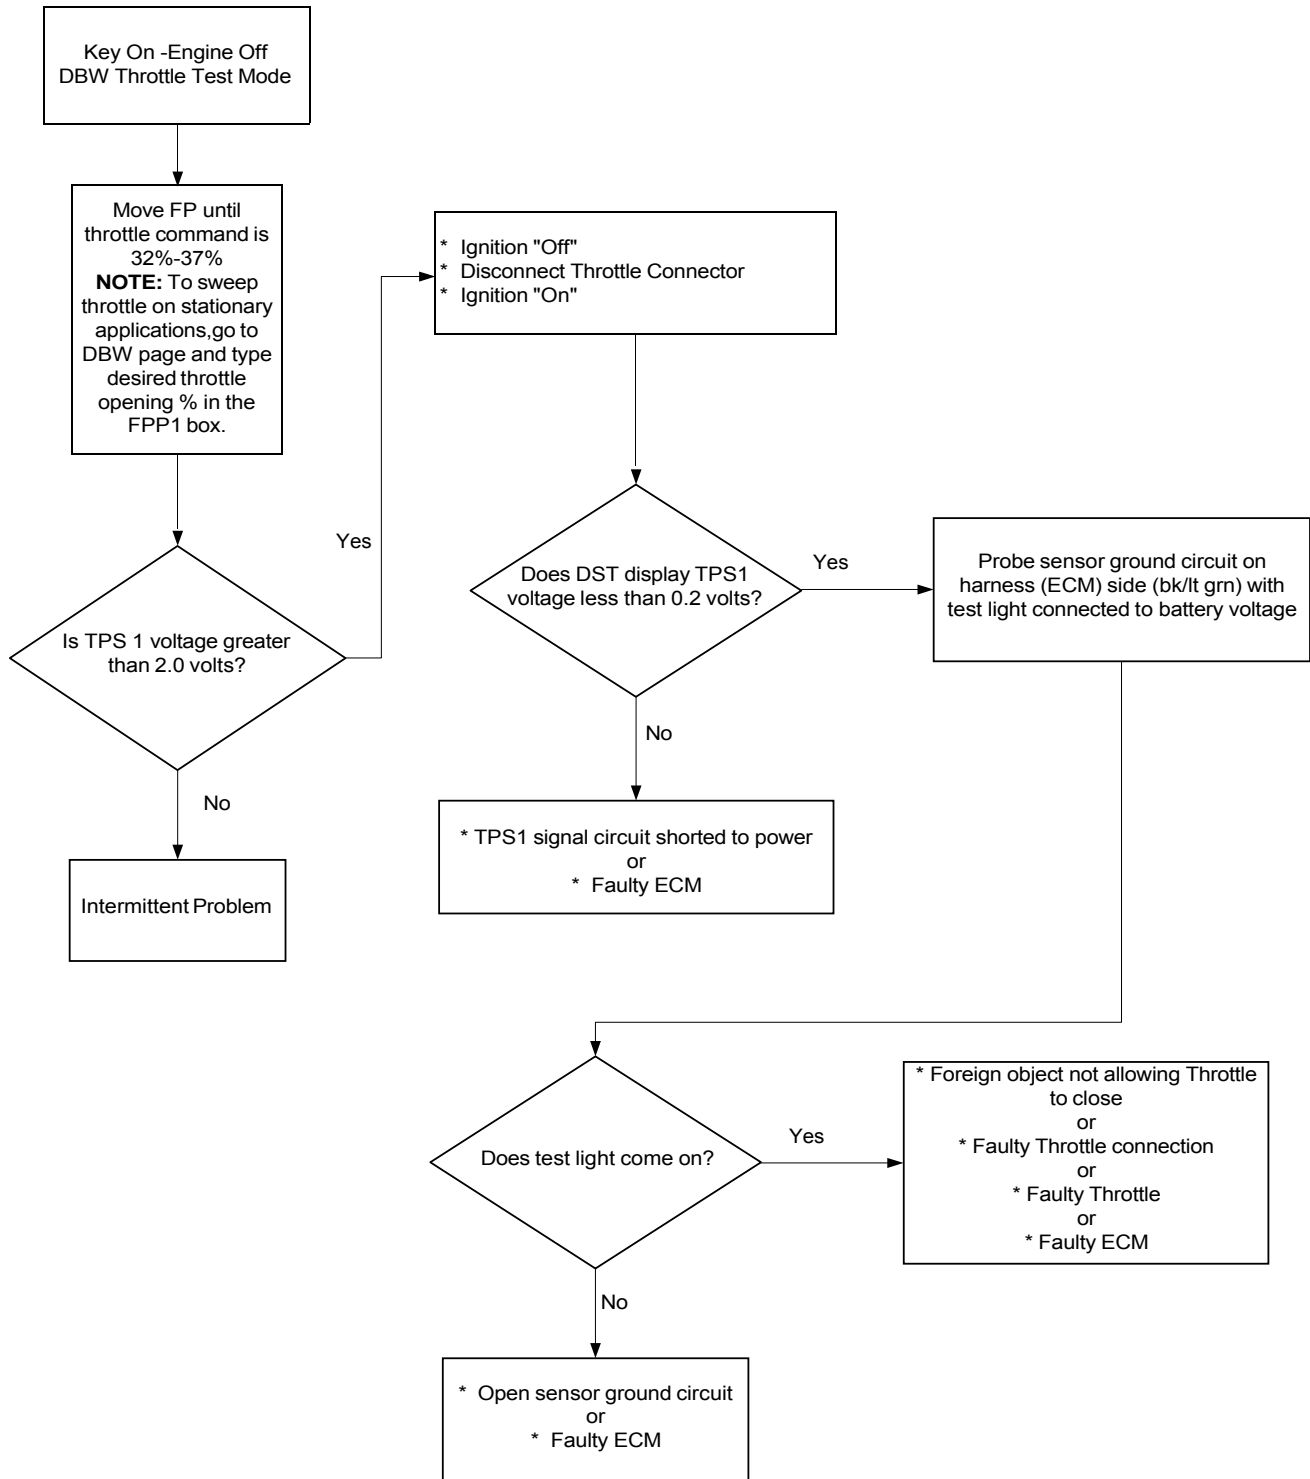 Key On -Engine Off
DBW Throttle Test Mode
Move FP until
throttle command is
32%-37%
NOTE: To sweep
throttle on stationary
applications,go to
DBW page and type
desired throttle
opening % in the
FPP1 box.
Is TPS 1 voltage greater
than 2.0 volts?
Yes
No
Intermittent Problem
* Ignition "Off"
* Disconnect Throttle Connector
* Ignition "On"
Does DST display TPS1
voltage less than 0.2 volts?
Yes
No
* TPS1 signal circuit shorted to power
or
* Faulty ECM
Probe sensor ground circuit on
harness (ECM) side (bk/lt grn) with
test light connected to battery voltage
Does test light come on?
Yes
No
* Foreign object not allowing Throttle
to close
or
* Faulty Throttle connection
or
* Faulty Throttle
or
* Faulty ECM
* Open sensor ground circuit
or
* Faulty ECM